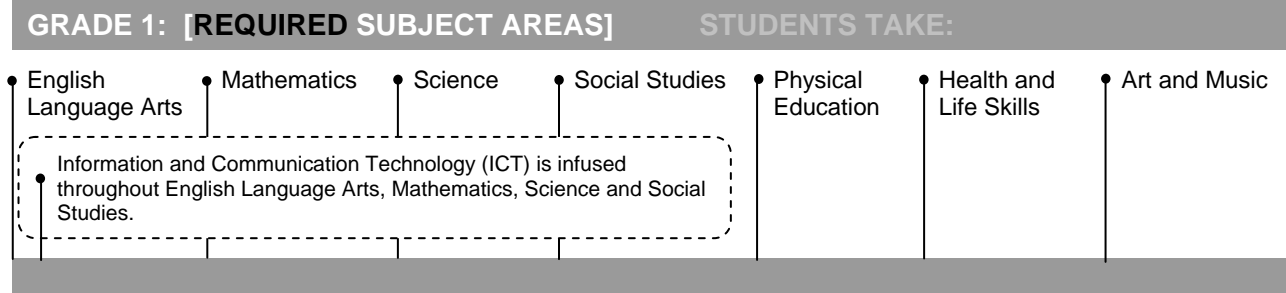 GRADE 1: [REQUIRED SUBJECT AREAS] STUDENTS TAKE:
English
Language Arts
Mathematics
Science
Social Studies
Physical
Education
Health and
Life Skills
Art and Music
Information and Communication Technology (ICT) is infused
throughout English Language Arts, Mathematics, Science and Social
Studies.